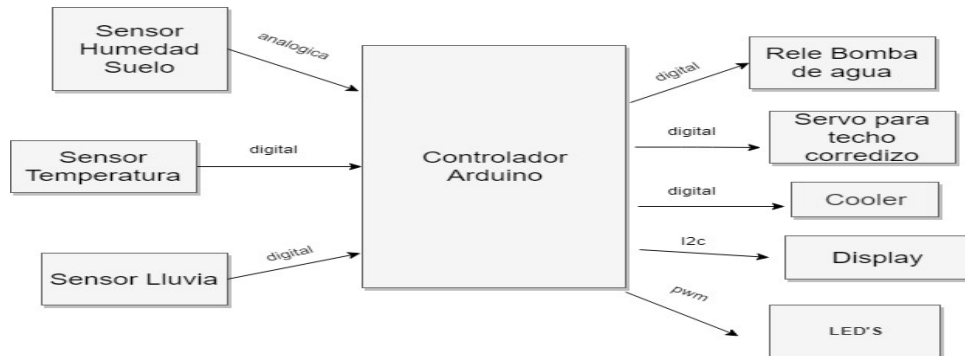 Sensor
Humedad
Suelo
analogica
Sensor
Temperatura
digital
Sensor Lluvia
digital
Controlador
Arduino
digital
Rele Bomba
de agua
digital
Servo para
techo
corredizo
digital
Cooler
I2c
Display
pwm
LED'S